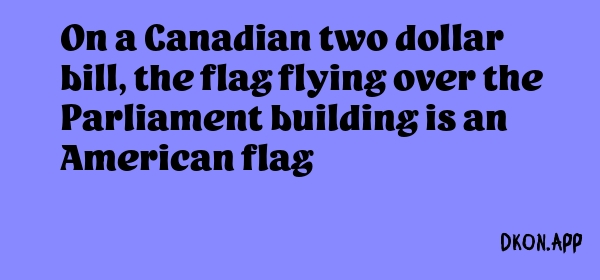 On a Canadian two dollar
bill, the flag flying over the
Parliament building is an
American flag
DKON.APP